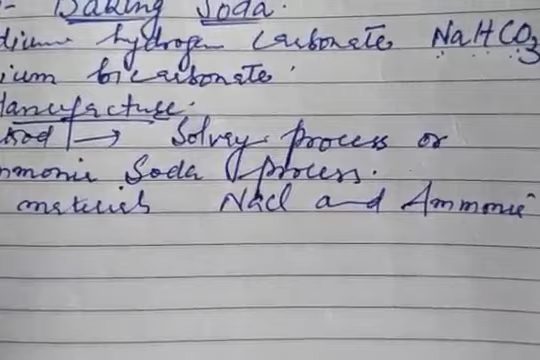 :- Baking Soda.
dium hydrogen Carbonate NaHCO3
ium bicarbonate
Manufacture.
hod → Solvay process or
mmonia Soda process.
materials NaCl and Ammonia